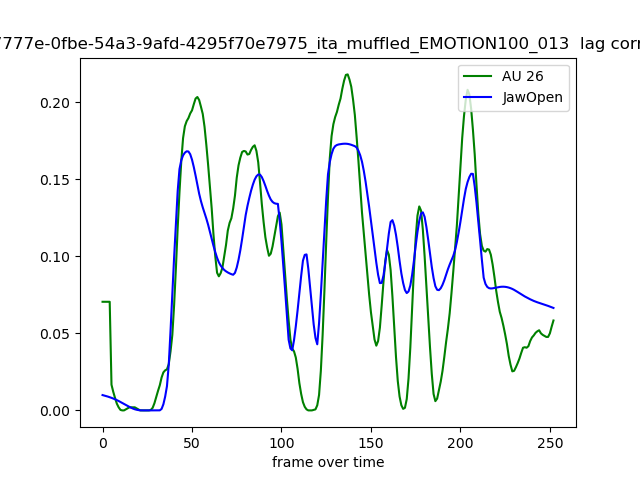 7777e-0fbe-54a3-9afd-4295f70e7975_ita_muffled_EMOTION100_013 lag corr
AU 26
JawOpen
0.20
0.15
0.10
0.05
0.00
0
50
100
150
200
250
frame over time